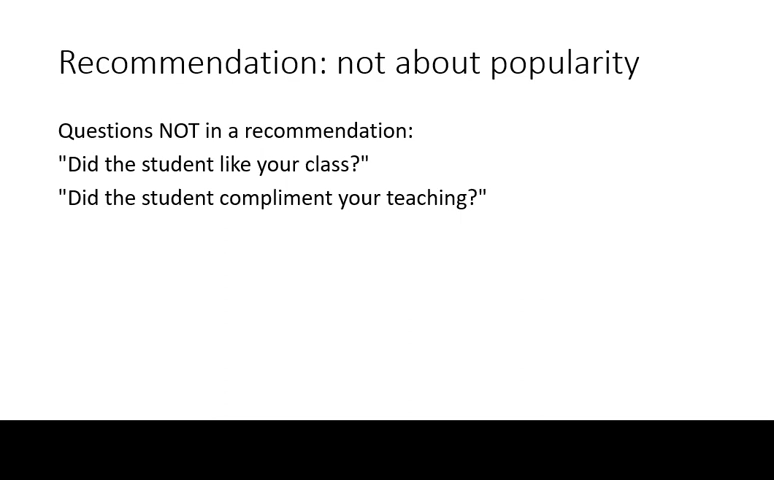 Recommendation: not about popularity
Questions NOT in a recommendation:
"Did the student like your class?"
"Did the student compliment your teaching?"